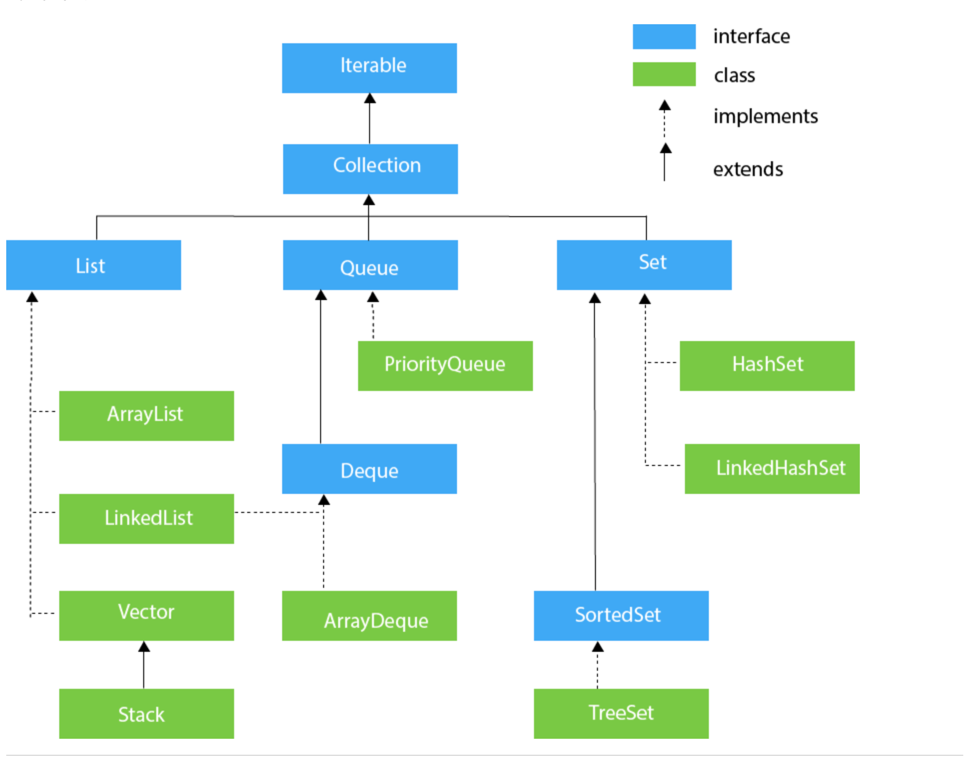 interface
class
implements
extends
Iterable
Collection
List
Queue
Set
PriorityQueue
HashSet
ArrayList
Deque
LinkedHashSet
LinkedList
Vector
ArrayDeque
SortedSet
Stack
TreeSet